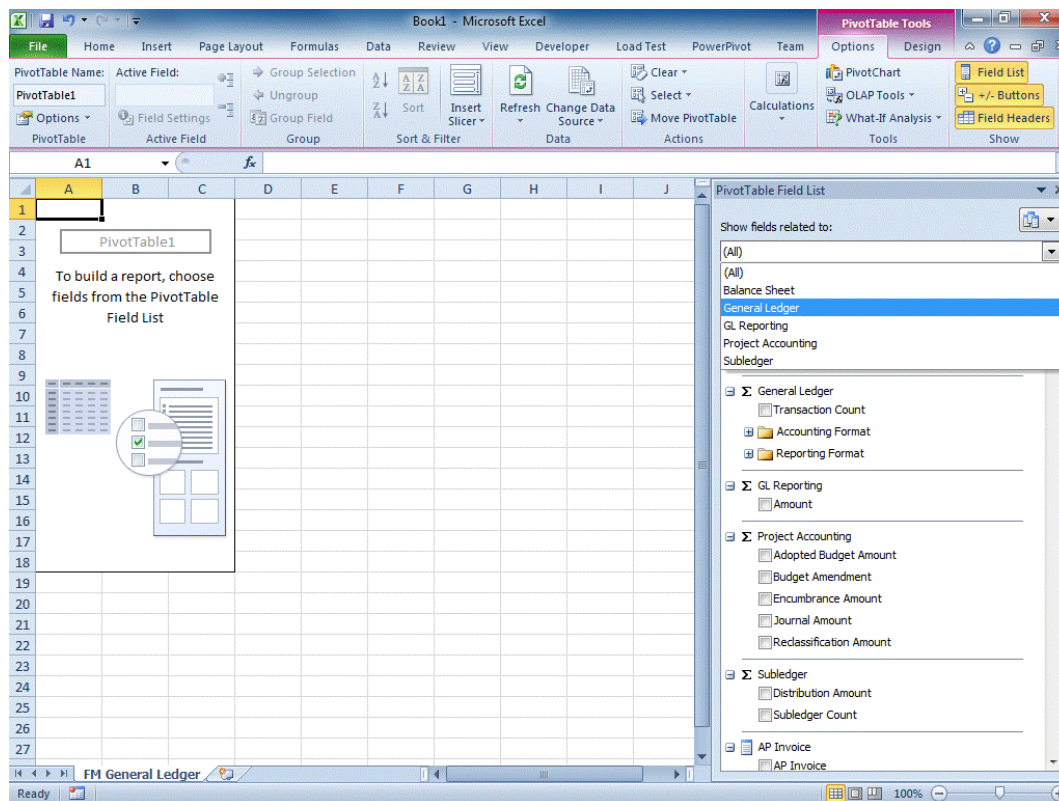 Book1 - Microsoft Excel
PivotTable Tools
File Home Insert Page Layout Formulas Data Review View Developer Load Test PowerPivot Team Options Design
PivotTable Name: Active Field:
PivotTable1
Options
Field Settings
PivotTable
Active Field
Group Selection
Ungroup
Group Field
Group
Sort
Insert Slicer
Sort & Filter
Refresh
Change Data Source
Data
Clear
Select
Move PivotTable
Actions
Calculations
PivotChart
OLAP Tools
What-If Analysis
Tools
Field List
+/- Buttons
Field Headers
Show
A1
fx
A B C D E F G H I J
1
2
3
4
5
6
7
8
9
10
11
12
13
14
15
16
17
18
19
20
21
22
23
24
25
26
27
PivotTable1
To build a report, choose
fields from the PivotTable
Field List
PivotTable Field List
Show fields related to:
(All)
(All)
Balance Sheet
General Ledger
GL Reporting
Project Accounting
Subledger
Σ General Ledger
Transaction Count
Accounting Format
Reporting Format
Σ GL Reporting
Amount
Σ Project Accounting
Adopted Budget Amount
Budget Amendment
Encumbrance Amount
Journal Amount
Reclassification Amount
Σ Subledger
Distribution Amount
Subledger Count
AP Invoice
AP Invoice
FM General Ledger
Ready
100%